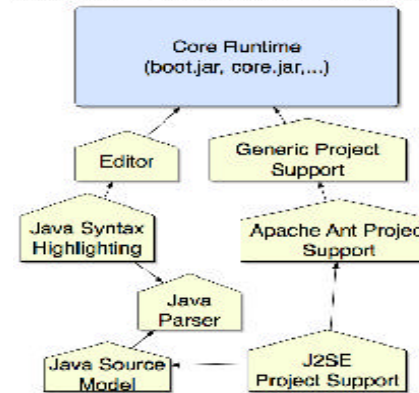 Core Runtime
(boot.jar, core.jar,...)
Editor
Generic Project
Support
Java Syntax
Highlighting
Apache Ant Projec
Support
Java
Parser
Java Source
Model
J2SE
Project Support